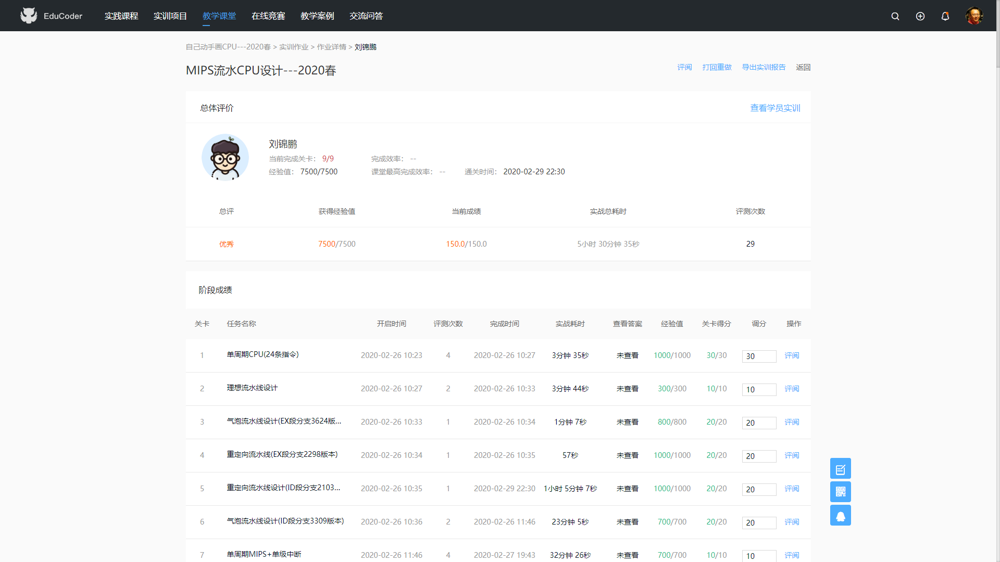 EduCoder 实践课程 实训项目 教学课堂 在线竞赛 教学案例 交流问答
自己动手画CPU---2020春 > 实训作业 > 作业详情 > 刘锦鹏
MIPS流水CPU设计---2020春
评阅 打回重做 导出实训报告 返回
总体评价 查看学员实训
刘锦鹏
当前完成关卡： 9/9 完成效率： --
经验值： 7500/7500 课堂最高完成效率： -- 通关时间： 2020-02-29 22:30
总评 获得经验值 当前成绩 实战总耗时 评测次数
优秀 7500/7500 150.0/150.0 5小时 30分钟 35秒 29
阶段成绩
关卡 任务名称 开启时间 评测次数 完成时间 实战耗时 查看答案 经验值 关卡得分 调分 操作
1 单周期CPU(24条指令) 2020-02-26 10:23 4 2020-02-26 10:27 3分钟 35秒 未查看 1000/1000 30/30 30 评阅
2 理想流水线设计 2020-02-26 10:27 2 2020-02-26 10:33 3分钟 44秒 未查看 300/300 10/10 10 评阅
3 气泡流水线设计(EX段分支3624版... 2020-02-26 10:33 1 2020-02-26 10:34 1分钟 7秒 未查看 800/800 20/20 20 评阅
4 重定向流水线(EX段分支2298版本) 2020-02-26 10:34 1 2020-02-26 10:35 57秒 未查看 1000/1000 20/20 20 评阅
5 重定向流水线设计(ID段分支2103... 2020-02-26 10:35 1 2020-02-29 22:30 1小时 5分钟 7秒 未查看 1000/1000 20/20 20 评阅
6 气泡流水线设计(ID段分支3309版本) 2020-02-26 10:36 2 2020-02-26 11:46 23分钟 5秒 未查看 700/700 20/20 20 评阅
7 单周期MIPS+单级中断 2020-02-26 11:46 4 2020-02-27 19:43 32分钟 26秒 未查看 700/700 10/10 10 评阅